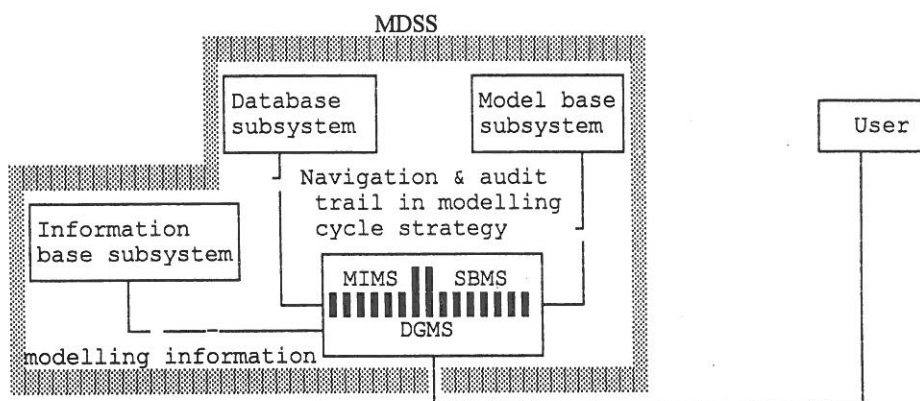 MDSS
Database
subsystem
Model base
subsystem
User
Navigation & audit
trail in modelling
cycle strategy
Information
base subsystem
MIMS
SBMS
DGMS
modelling information